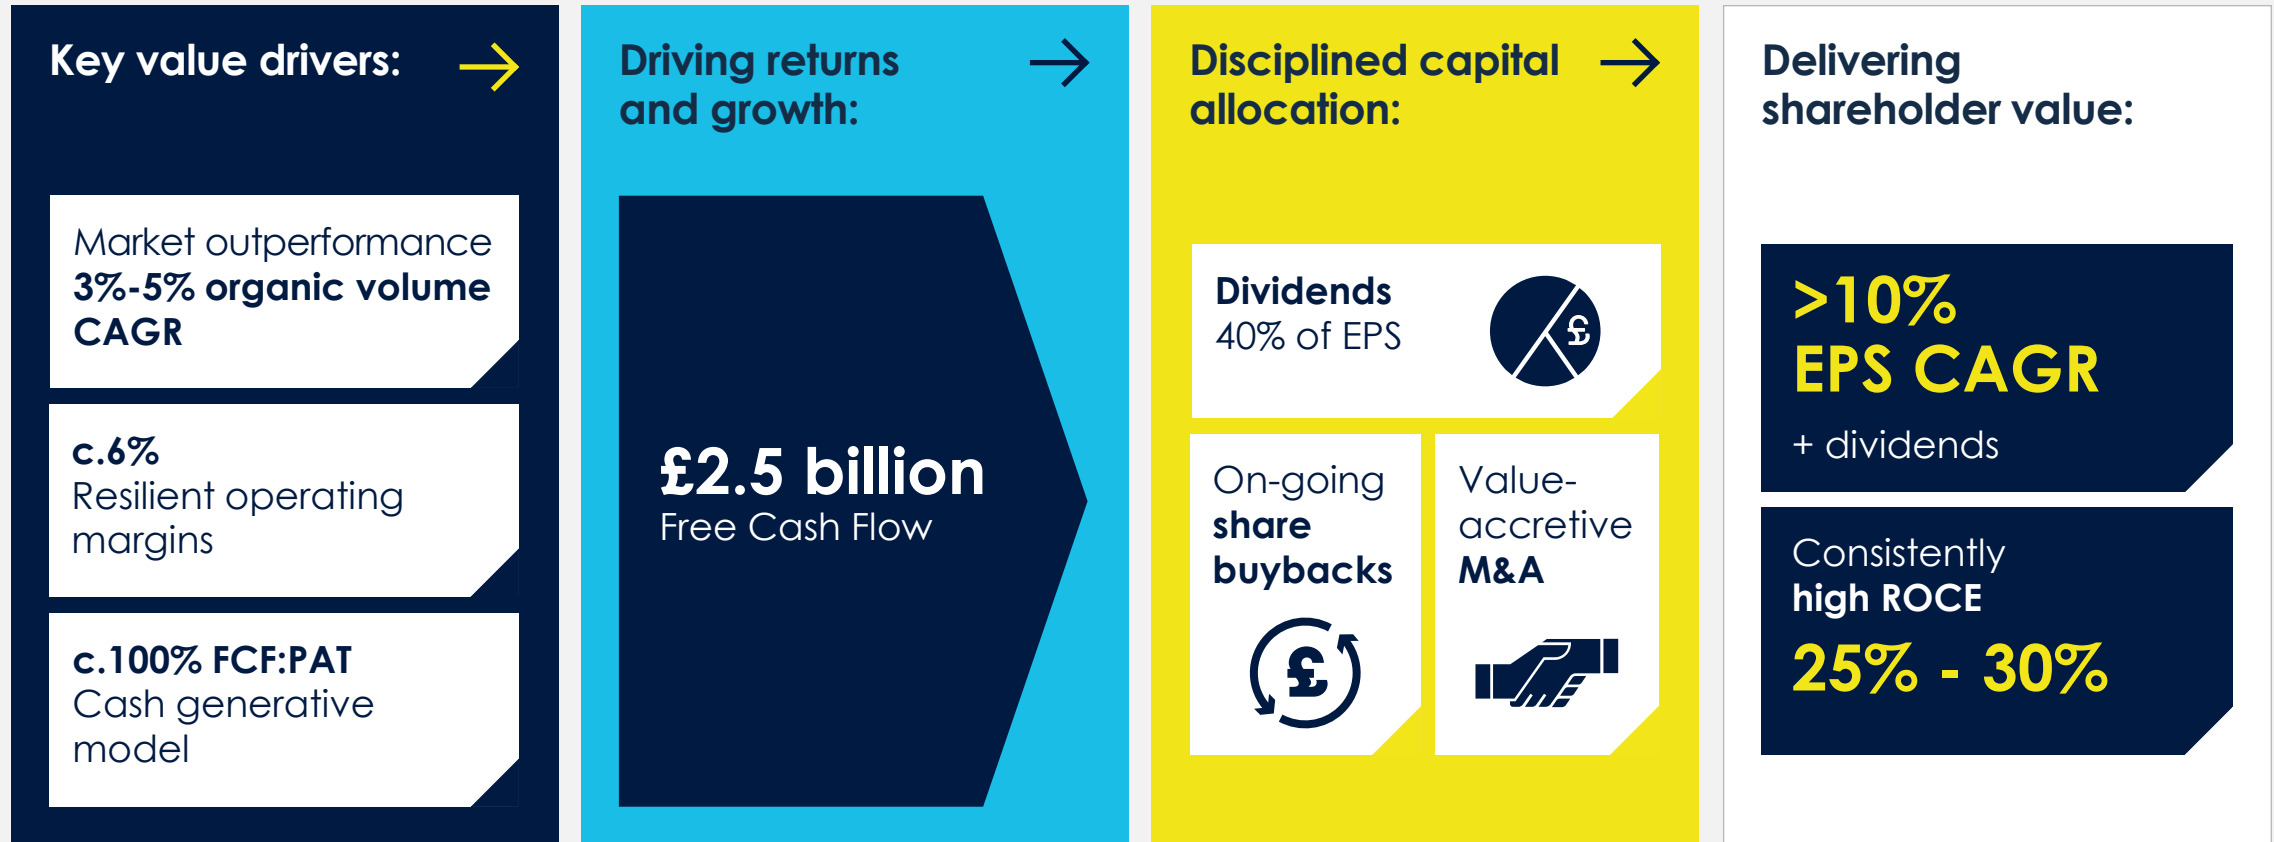 Key value drivers:
Market outperformance
3%-5% organic volume
CAGR
c.6%
Resilient operating
margins
c.100% FCF:PAT
Cash generative
model
Driving returns
and growth:
£2.5 billion
Free Cash Flow
Disciplined capital
allocation:
Dividends
40% of EPS
£
On-going
share
buybacks
£
Value-
accretive
M&A
Delivering
shareholder value:
>10%
EPS CAGR
+ dividends
Consistently
high ROCE
25% - 30%